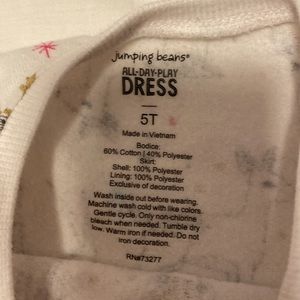 jumping beans®
ALL-DAY-PLAY
DRESS
5T
Made in Vietnam
Bodice:
60% Cotton | 40% Polyester
Skirt:
Shell: 100% Polyester
Lining: 100% Polyester
Exclusive of decoration
Wash inside out before wearing.
Machine wash cold with like colors.
Gentle cycle. Only non-chlorine
bleach when needed. Tumble dry
low. Warm iron if needed. Do not
iron decoration.
RN#73277